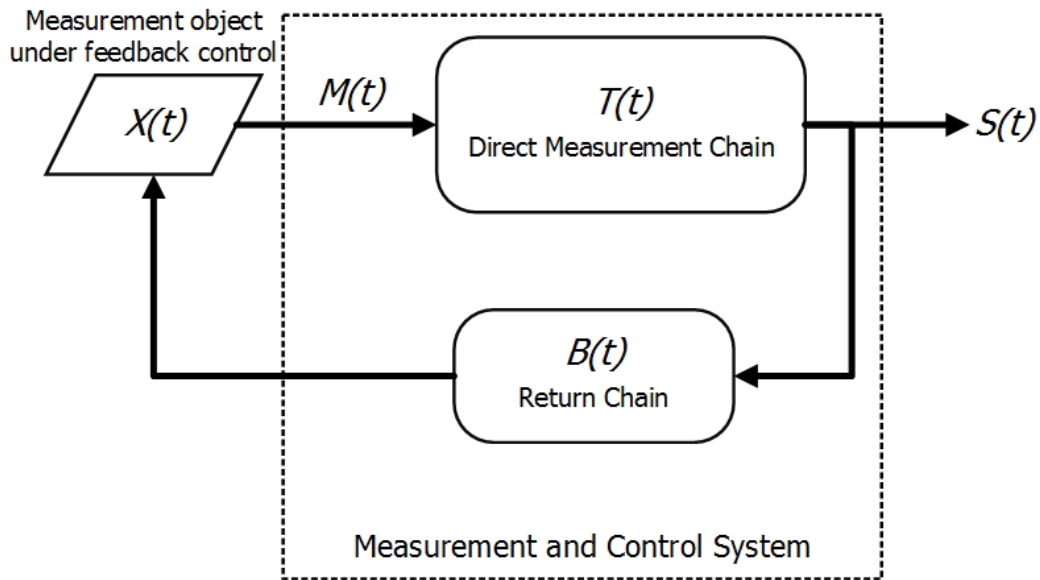 Measurement object
under feedback control
X(t)
M(t)
T(t)
Direct Measurement Chain
S(t)
B(t)
Return Chain
Measurement and Control System